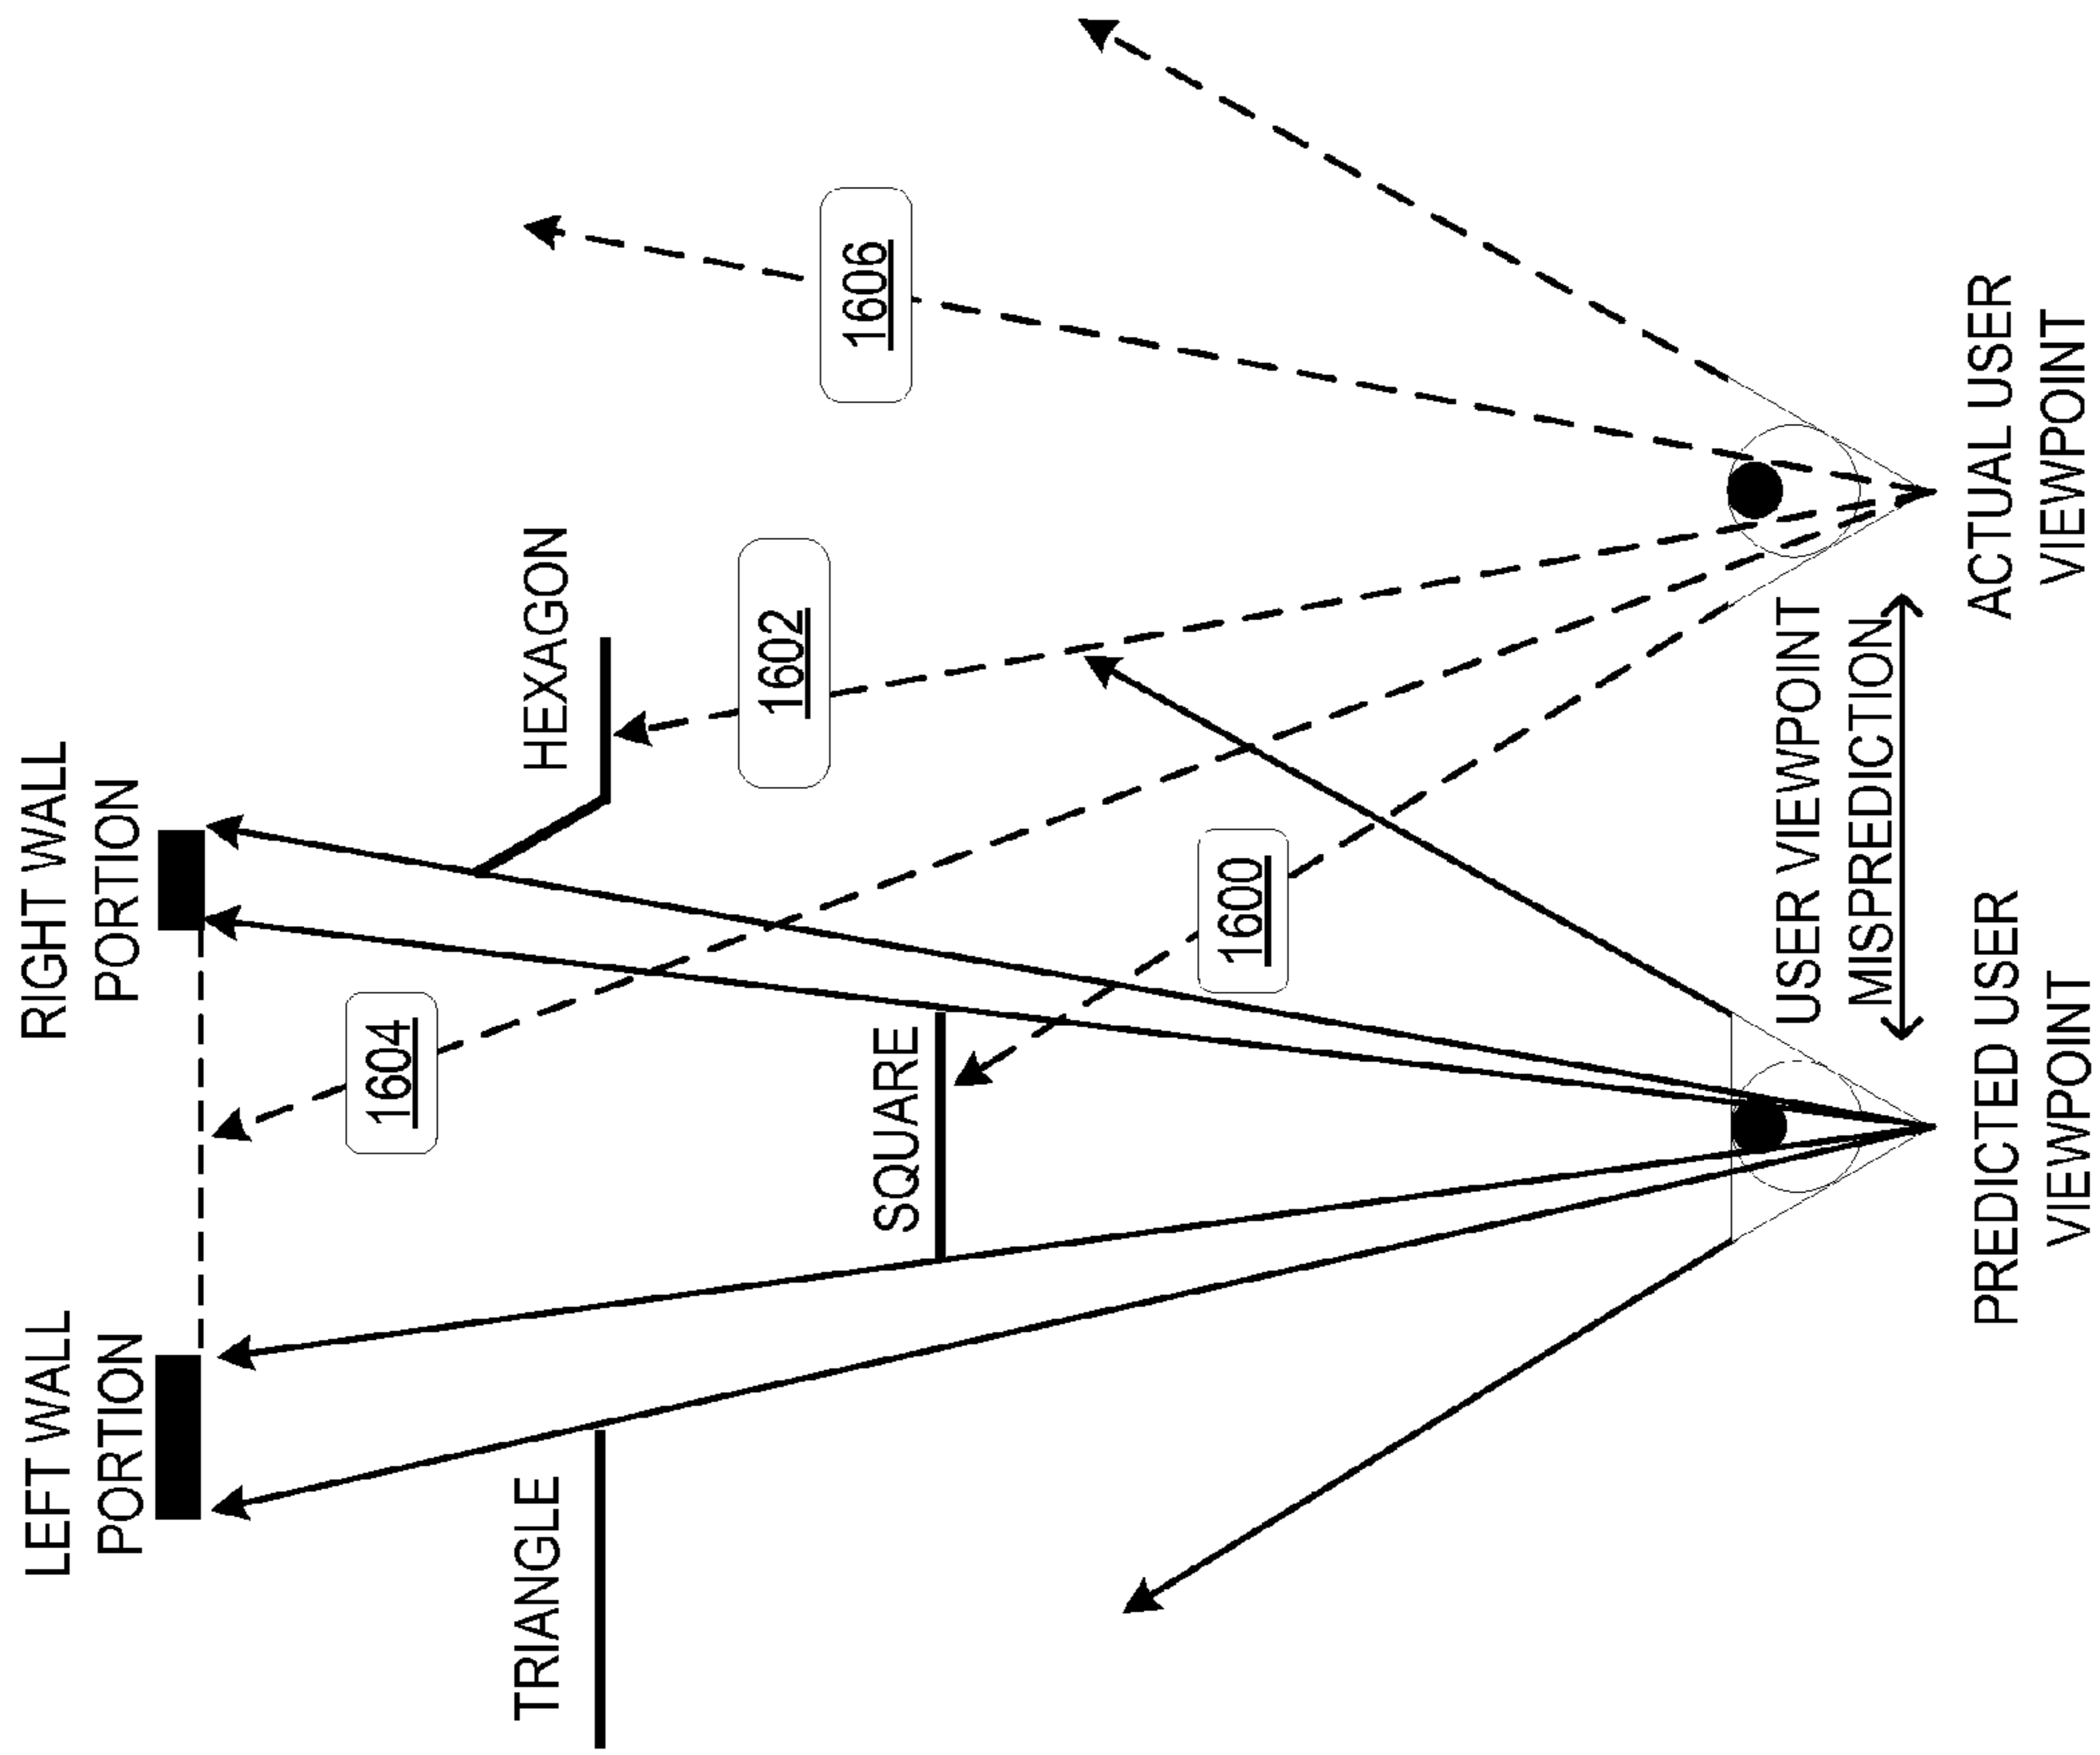 LEFT WALL
PORTION
RIGHT WALL
PORTION
TRIANGLE
HEXAGON
1604
SQUARE
1602
1606
1600
USER VIEWPOINT
MISPREDICTION
PREDICTED USER
VIEWPOINT
ACTUAL USER
VIEWPOINT